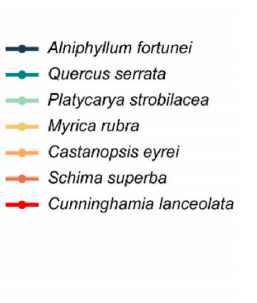 Alniphyllum fortunei
Quercus serrata
Platycarya strobilacea
Myrica rubra
Castanopsis eyrei
Schima superba
Cunninghamia lanceolata